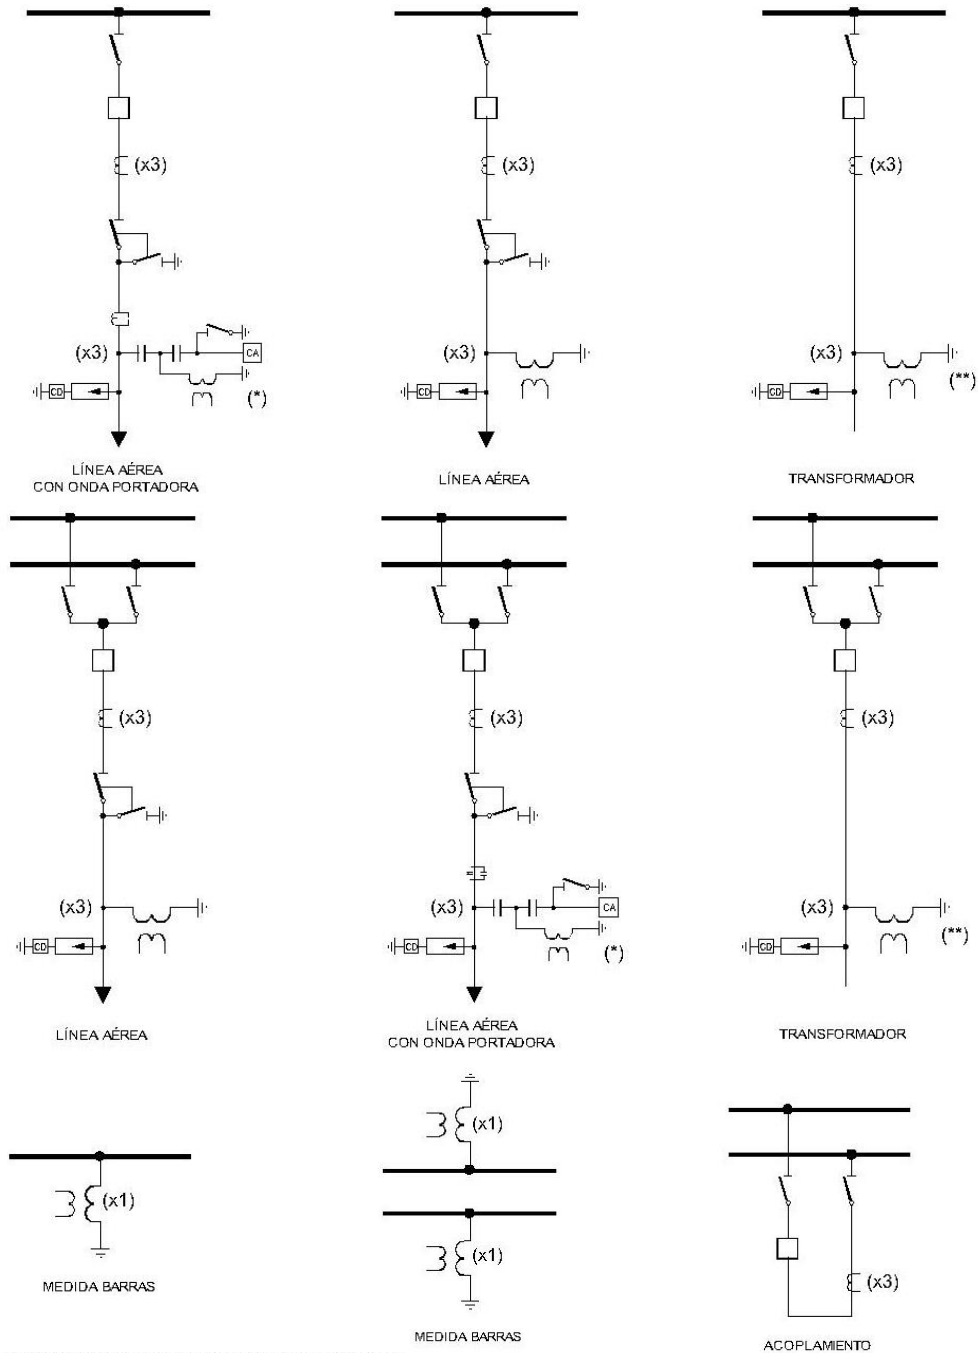 (x3)
(x3)
(x3)
(x3)
CA
CD
(*)
(x3)
CD
(x3)
CD
(**)
LÍNEA AÉREA
CON ONDA PORTADORA
LÍNEA AÉREA
TRANSFORMADOR
(x3)
(x3)
(x3)
(x3)
CD
(x3)
CA
CD
(*)
(x3)
CD
(**)
LÍNEA AÉREA
LÍNEA AÉREA
CON ONDA PORTADORA
TRANSFORMADOR
(x1)
MEDIDA BARRAS
(x1)
(x1)
MEDIDA BARRAS
(x3)
ACOPLAMIENTO